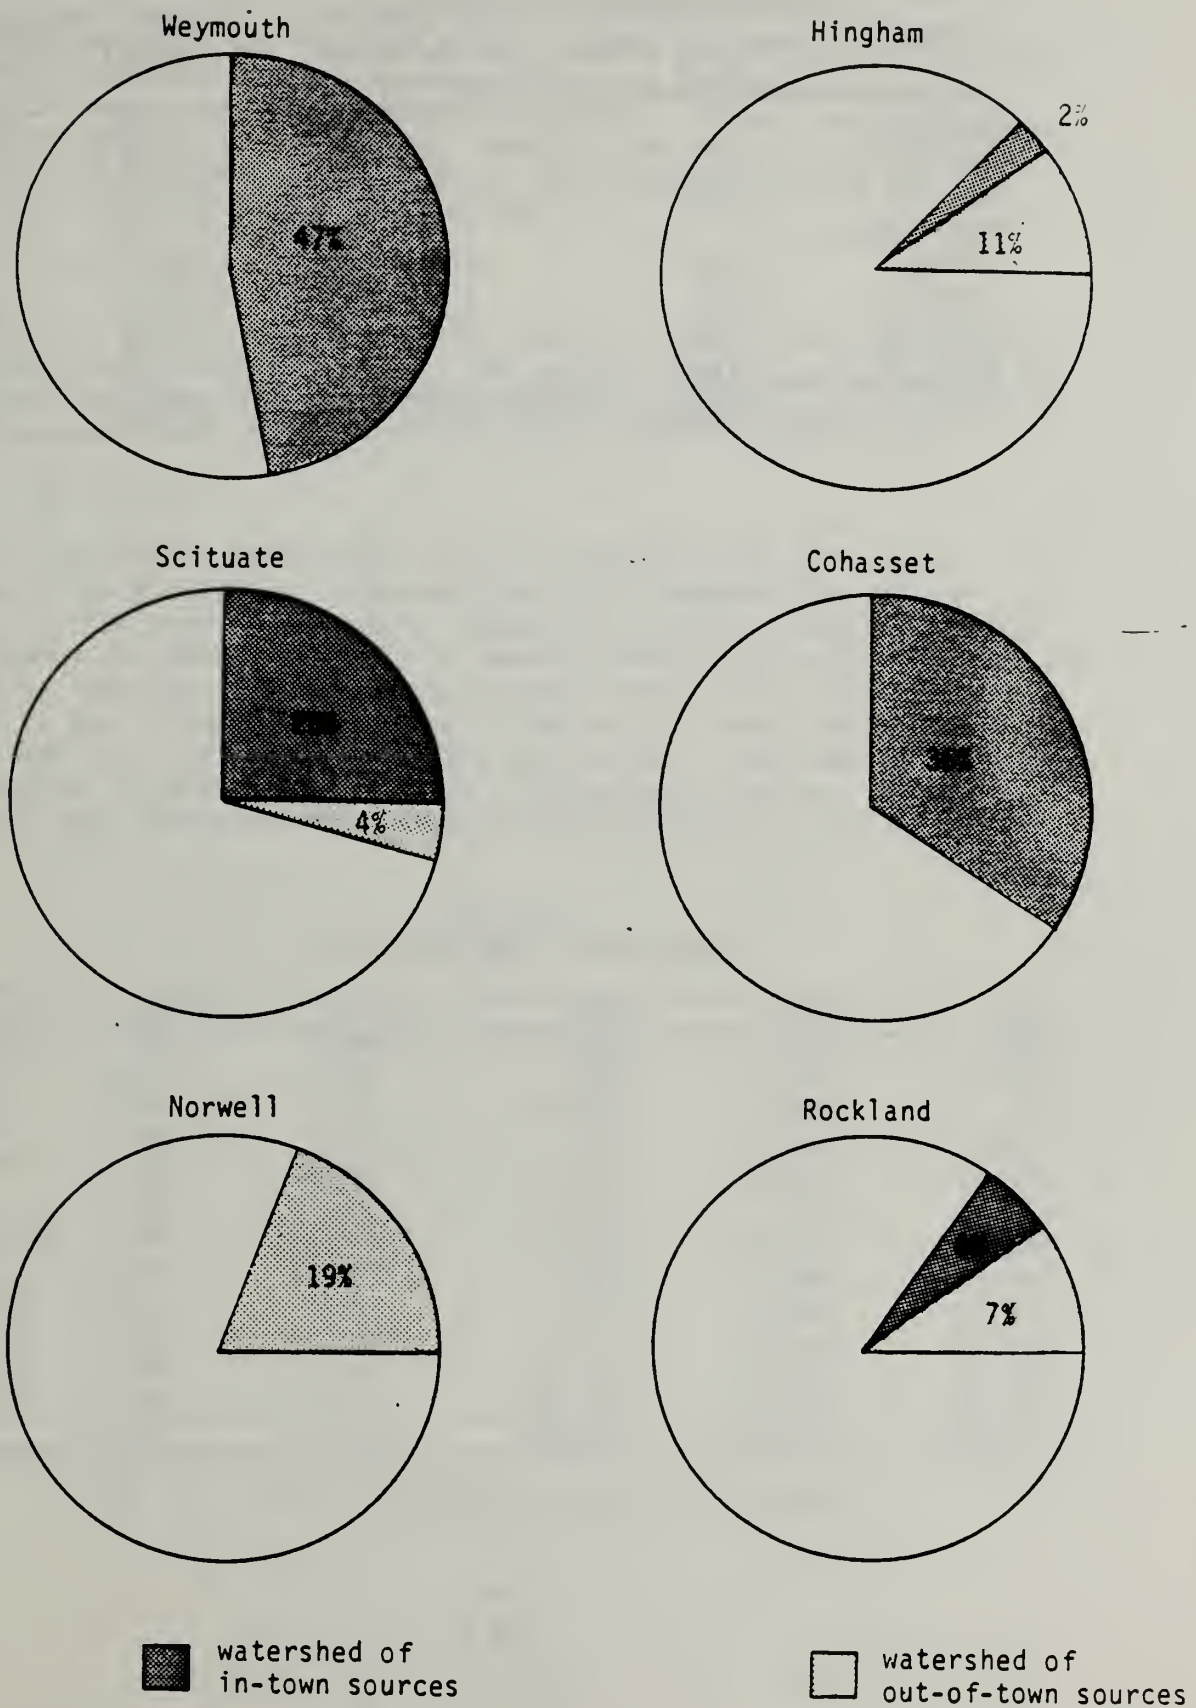 Weymouth
Hingham
47%
2%
11%
Scituate
Cohasset
4%
36%
Norwell
Rockland
19%
7%
watershed of
in-town sources
watershed of
out-of-town sources